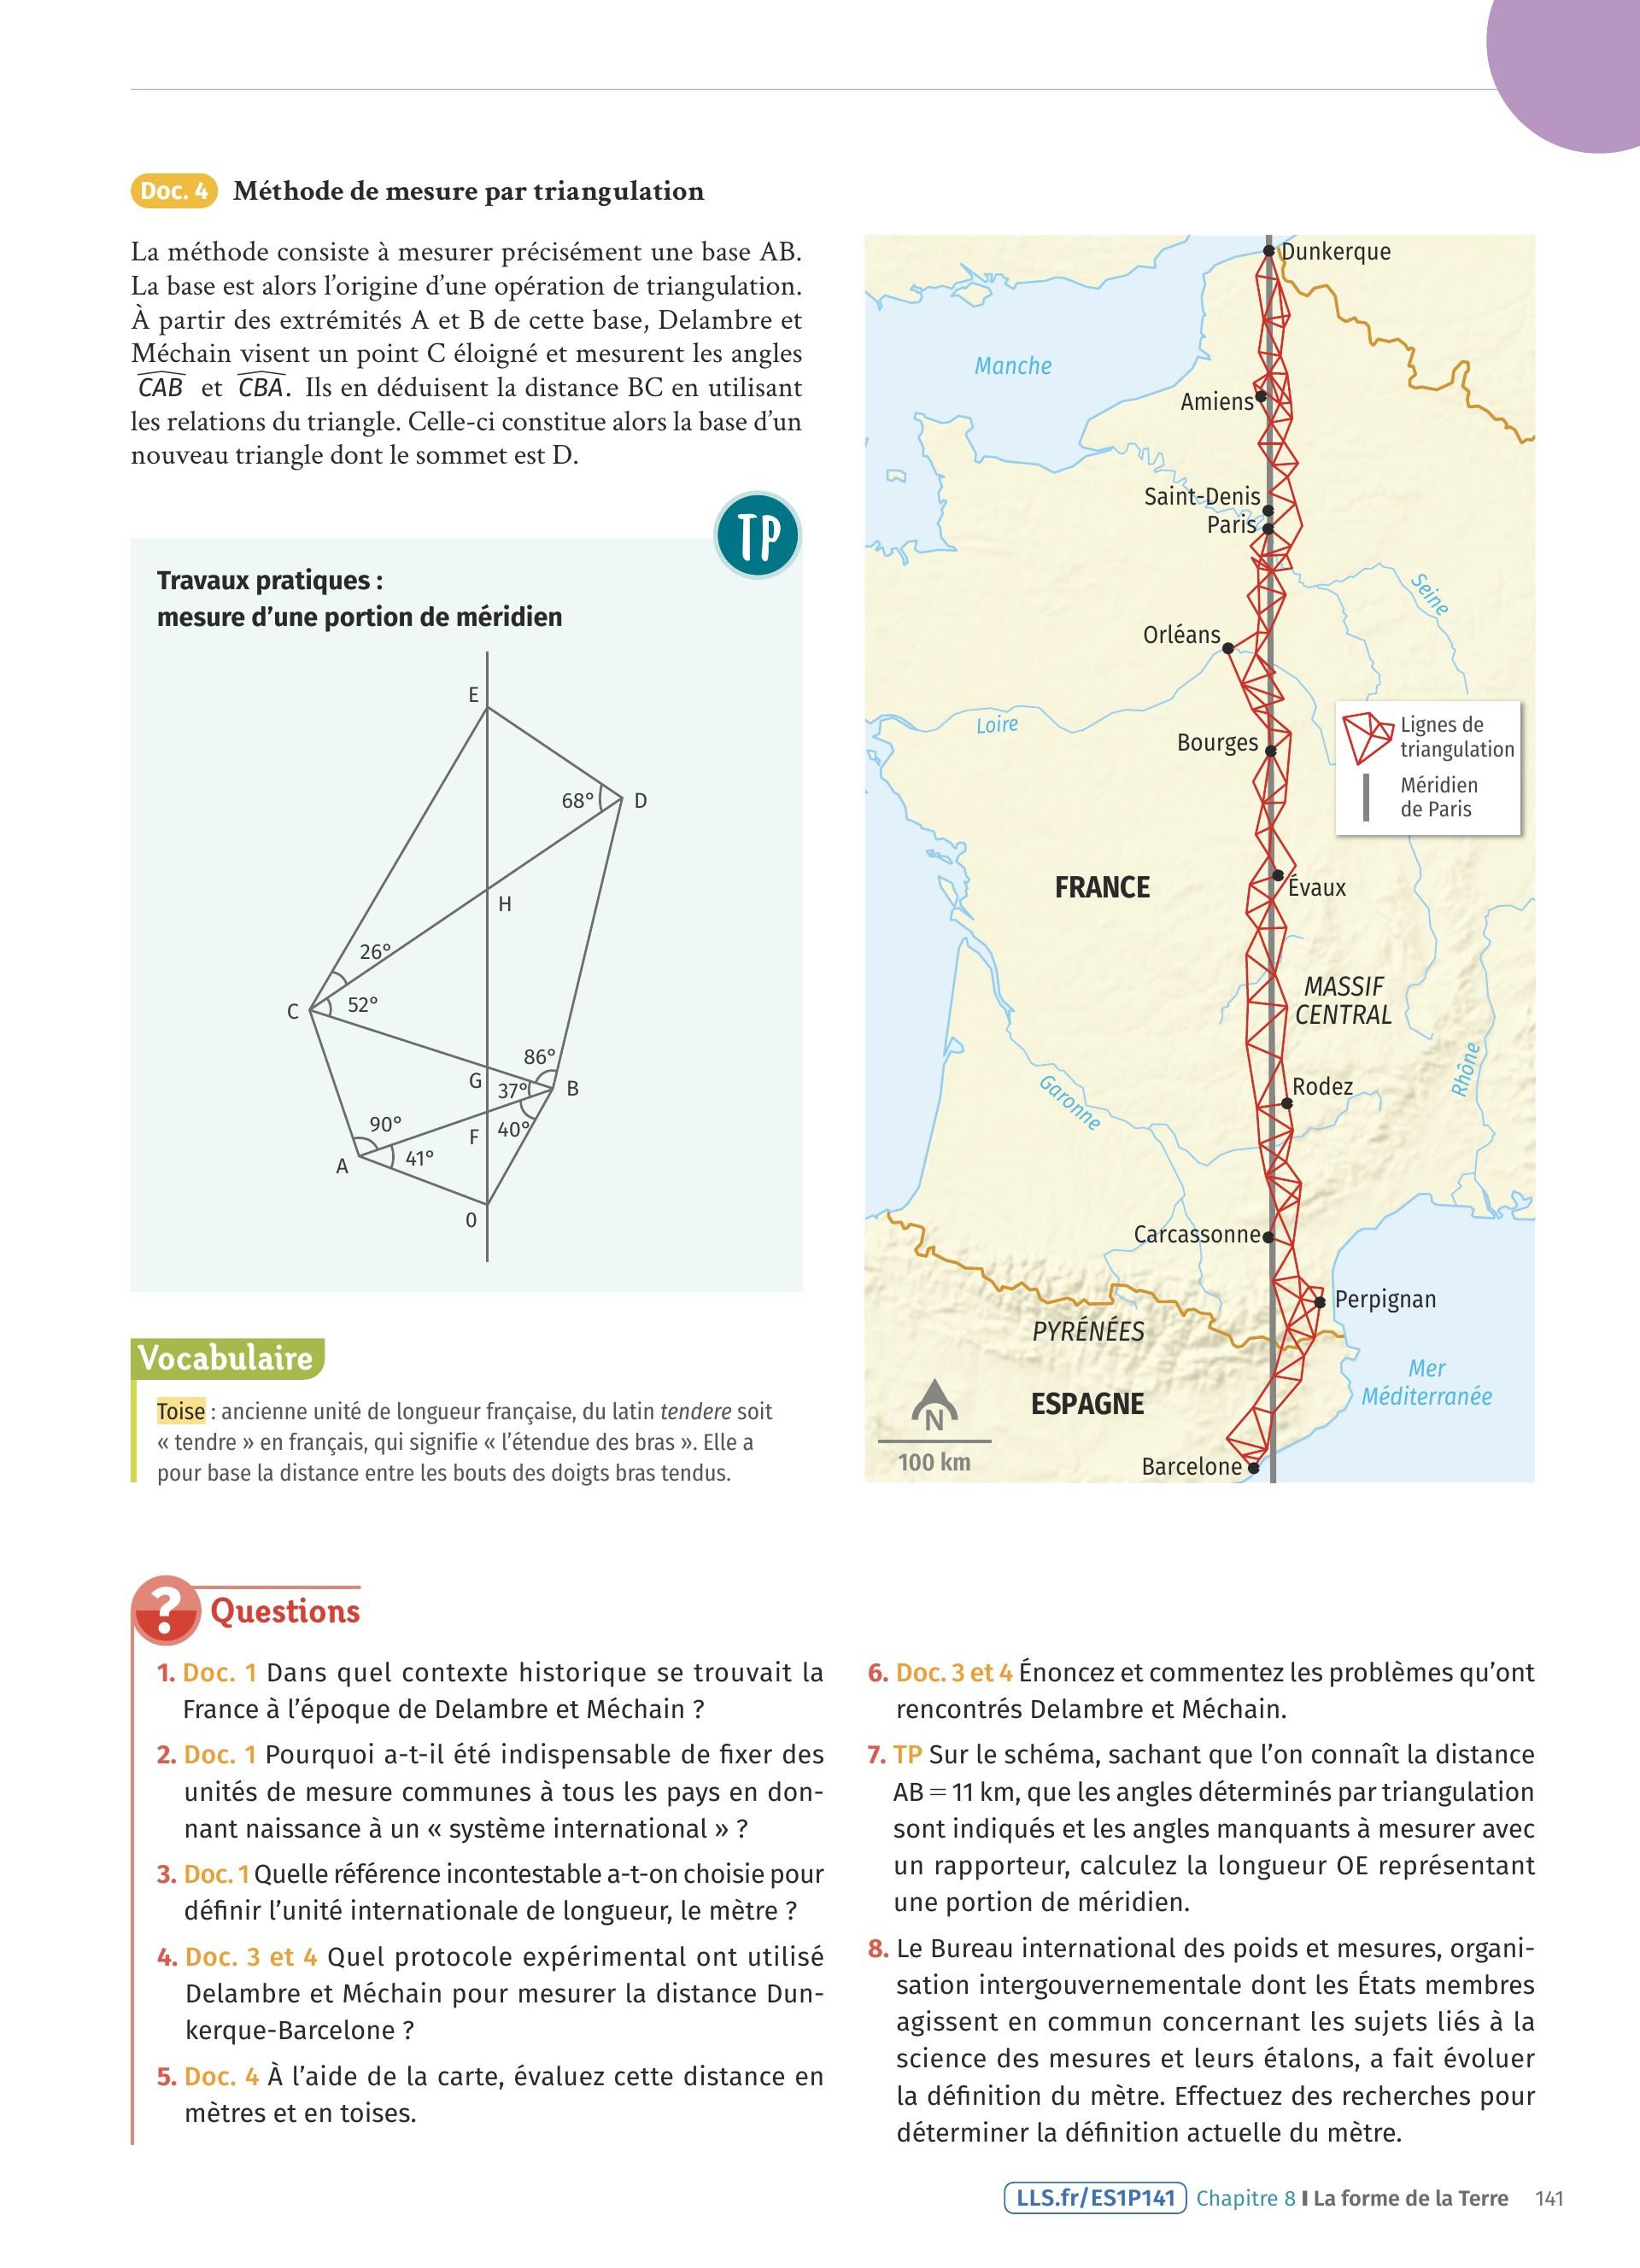 Doc. 4 Méthode de mesure par triangulation
La méthode consiste à mesurer précisément une base AB.
La base est alors l’origine d’une opération de triangulation.
À partir des extrémités A et B de cette base, Delambre et
Méchain visent un point C éloigné et mesurent les angles
CAB et CBA. Ils en déduisent la distance BC en utilisant
les relations du triangle. Celle-ci constitue alors la base d’un
nouveau triangle dont le sommet est D.
TP
Travaux pratiques :
mesure d’une portion de méridien
E
68°
D
H
26°
C
52°
86°
G
37°
B
90°
F
40°
A
41°
0
Vocabulaire
Toise : ancienne unité de longueur française, du latin tendere soit
« tendre » en français, qui signifie « l’étendue des bras ». Elle a
pour base la distance entre les bouts des doigts bras tendus.
Dunkerque
Manche
Amiens
Saint-Denis
Paris
Seine
Orléans
Loire
Bourges
Lignes de
triangulation
Méridien
de Paris
FRANCE
Évaux
MASSIF
CENTRAL
Rodez
Rhône
Garonne
Carcassonne
Perpignan
PYRÉNÉES
Mer
Méditerranée
ESPAGNE
N
100 km
Barcelone
? Questions
1. Doc. 1 Dans quel contexte historique se trouvait la
France à l’époque de Delambre et Méchain ?
2. Doc. 1 Pourquoi a-t-il été indispensable de fixer des
unités de mesure communes à tous les pays en don-
nant naissance à un « système international » ?
3. Doc. 1 Quelle référence incontestable a-t-on choisie pour
définir l’unité internationale de longueur, le mètre ?
4. Doc. 3 et 4 Quel protocole expérimental ont utilisé
Delambre et Méchain pour mesurer la distance Dun-
kerque-Barcelone ?
5. Doc. 4 À l’aide de la carte, évaluez cette distance en
mètres et en toises.
6. Doc. 3 et 4 Énoncez et commentez les problèmes qu’ont
rencontrés Delambre et Méchain.
7. TP Sur le schéma, sachant que l’on connaît la distance
AB = 11 km, que les angles déterminés par triangulation
sont indiqués et les angles manquants à mesurer avec
un rapporteur, calculez la longueur OE représentant
une portion de méridien.
8. Le Bureau international des poids et mesures, organi-
sation intergouvernementale dont les États membres
agissent en commun concernant les sujets liés à la
science des mesures et leurs étalons, a fait évoluer
la définition du mètre. Effectuez des recherches pour
déterminer la définition actuelle du mètre.
LLS.fr/ES1P141 Chapitre 8 I La forme de la Terre 141